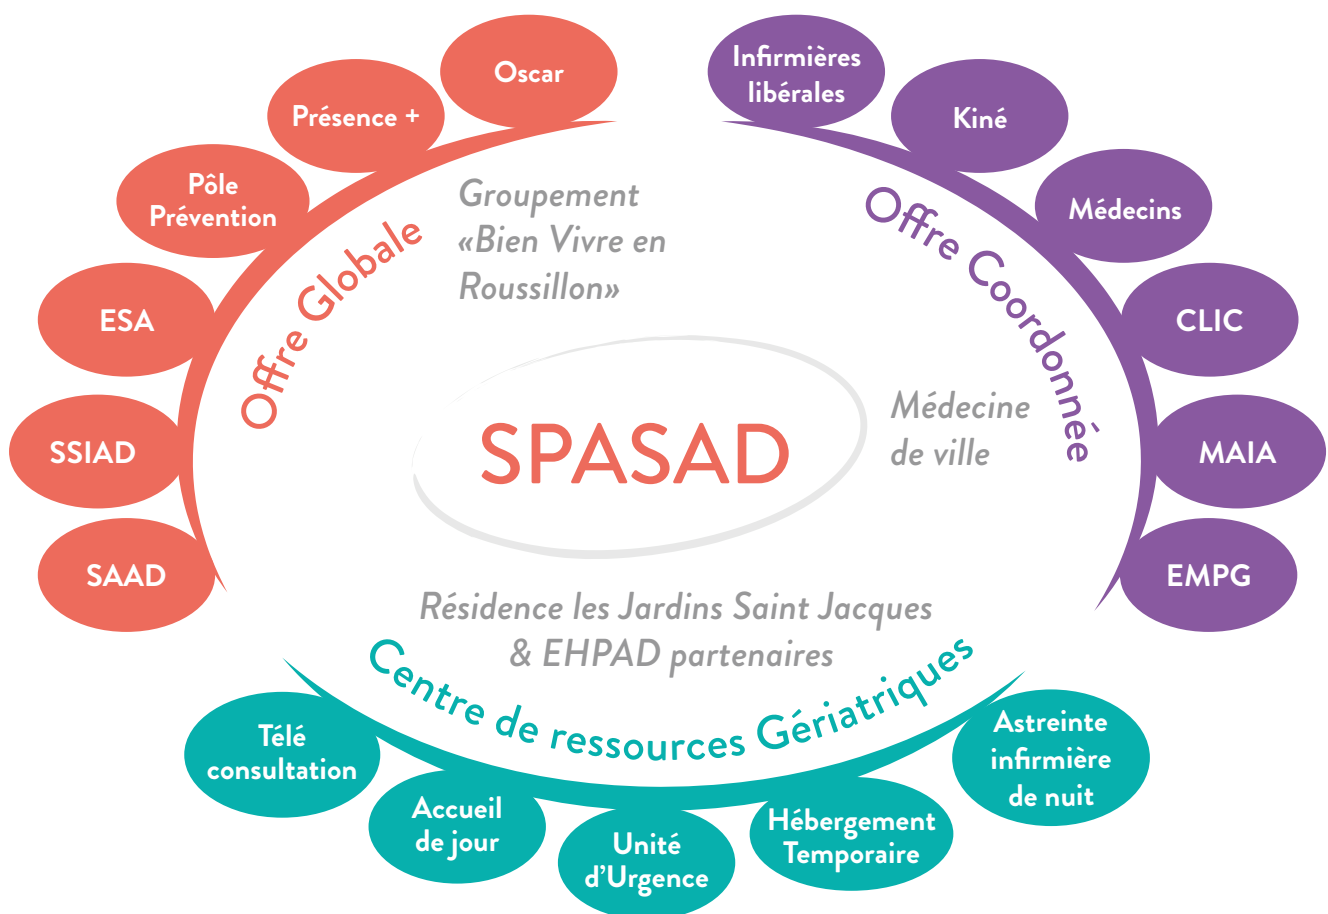 Oscar
Présence +
Pôle
Prévention
ESA
SSIAD
SAAD
Offre Globale
Groupement
«Bien Vivre en
Roussillon»
Infirmières
libérales
Kiné
Médecins
CLIC
MAIA
EMPG
Offre Coordonnée
Médecine
de ville
SPASAD
Résidence les Jardins Saint Jacques
& EHPAD partenaires
Centre de ressources Gériatriques
Télé
consultation
Accueil
de jour
Unité
d’Urgence
Hébergement
Temporaire
Astreinte
infirmière
de nuit